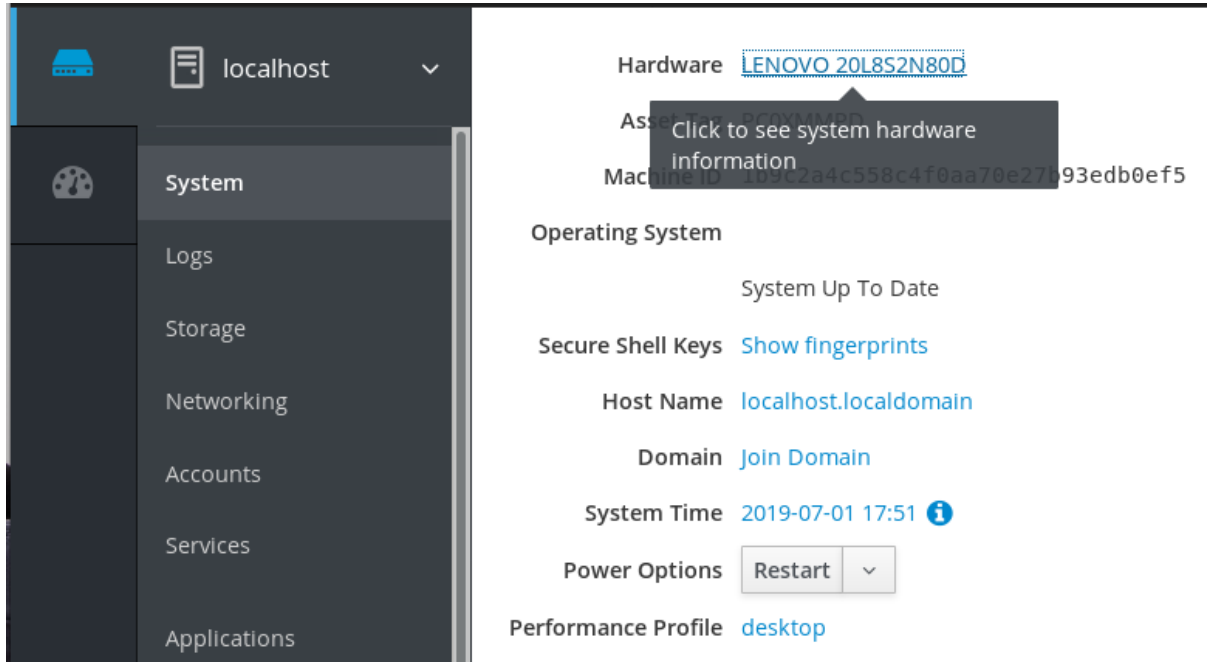 localhost
System
Logs
Storage
Networking
Accounts
Services
Applications
Hardware LENOVO 20L8S2N80D
Asset Tag
Click to see system hardware
information
Machine ID 1b9c2a4c558c4f0aa70e27b93edb0ef5
Operating System
System Up To Date
Secure Shell Keys Show fingerprints
Host Name localhost.localdomain
Domain Join Domain
System Time 2019-07-01 17:51
Power Options Restart
Performance Profile desktop